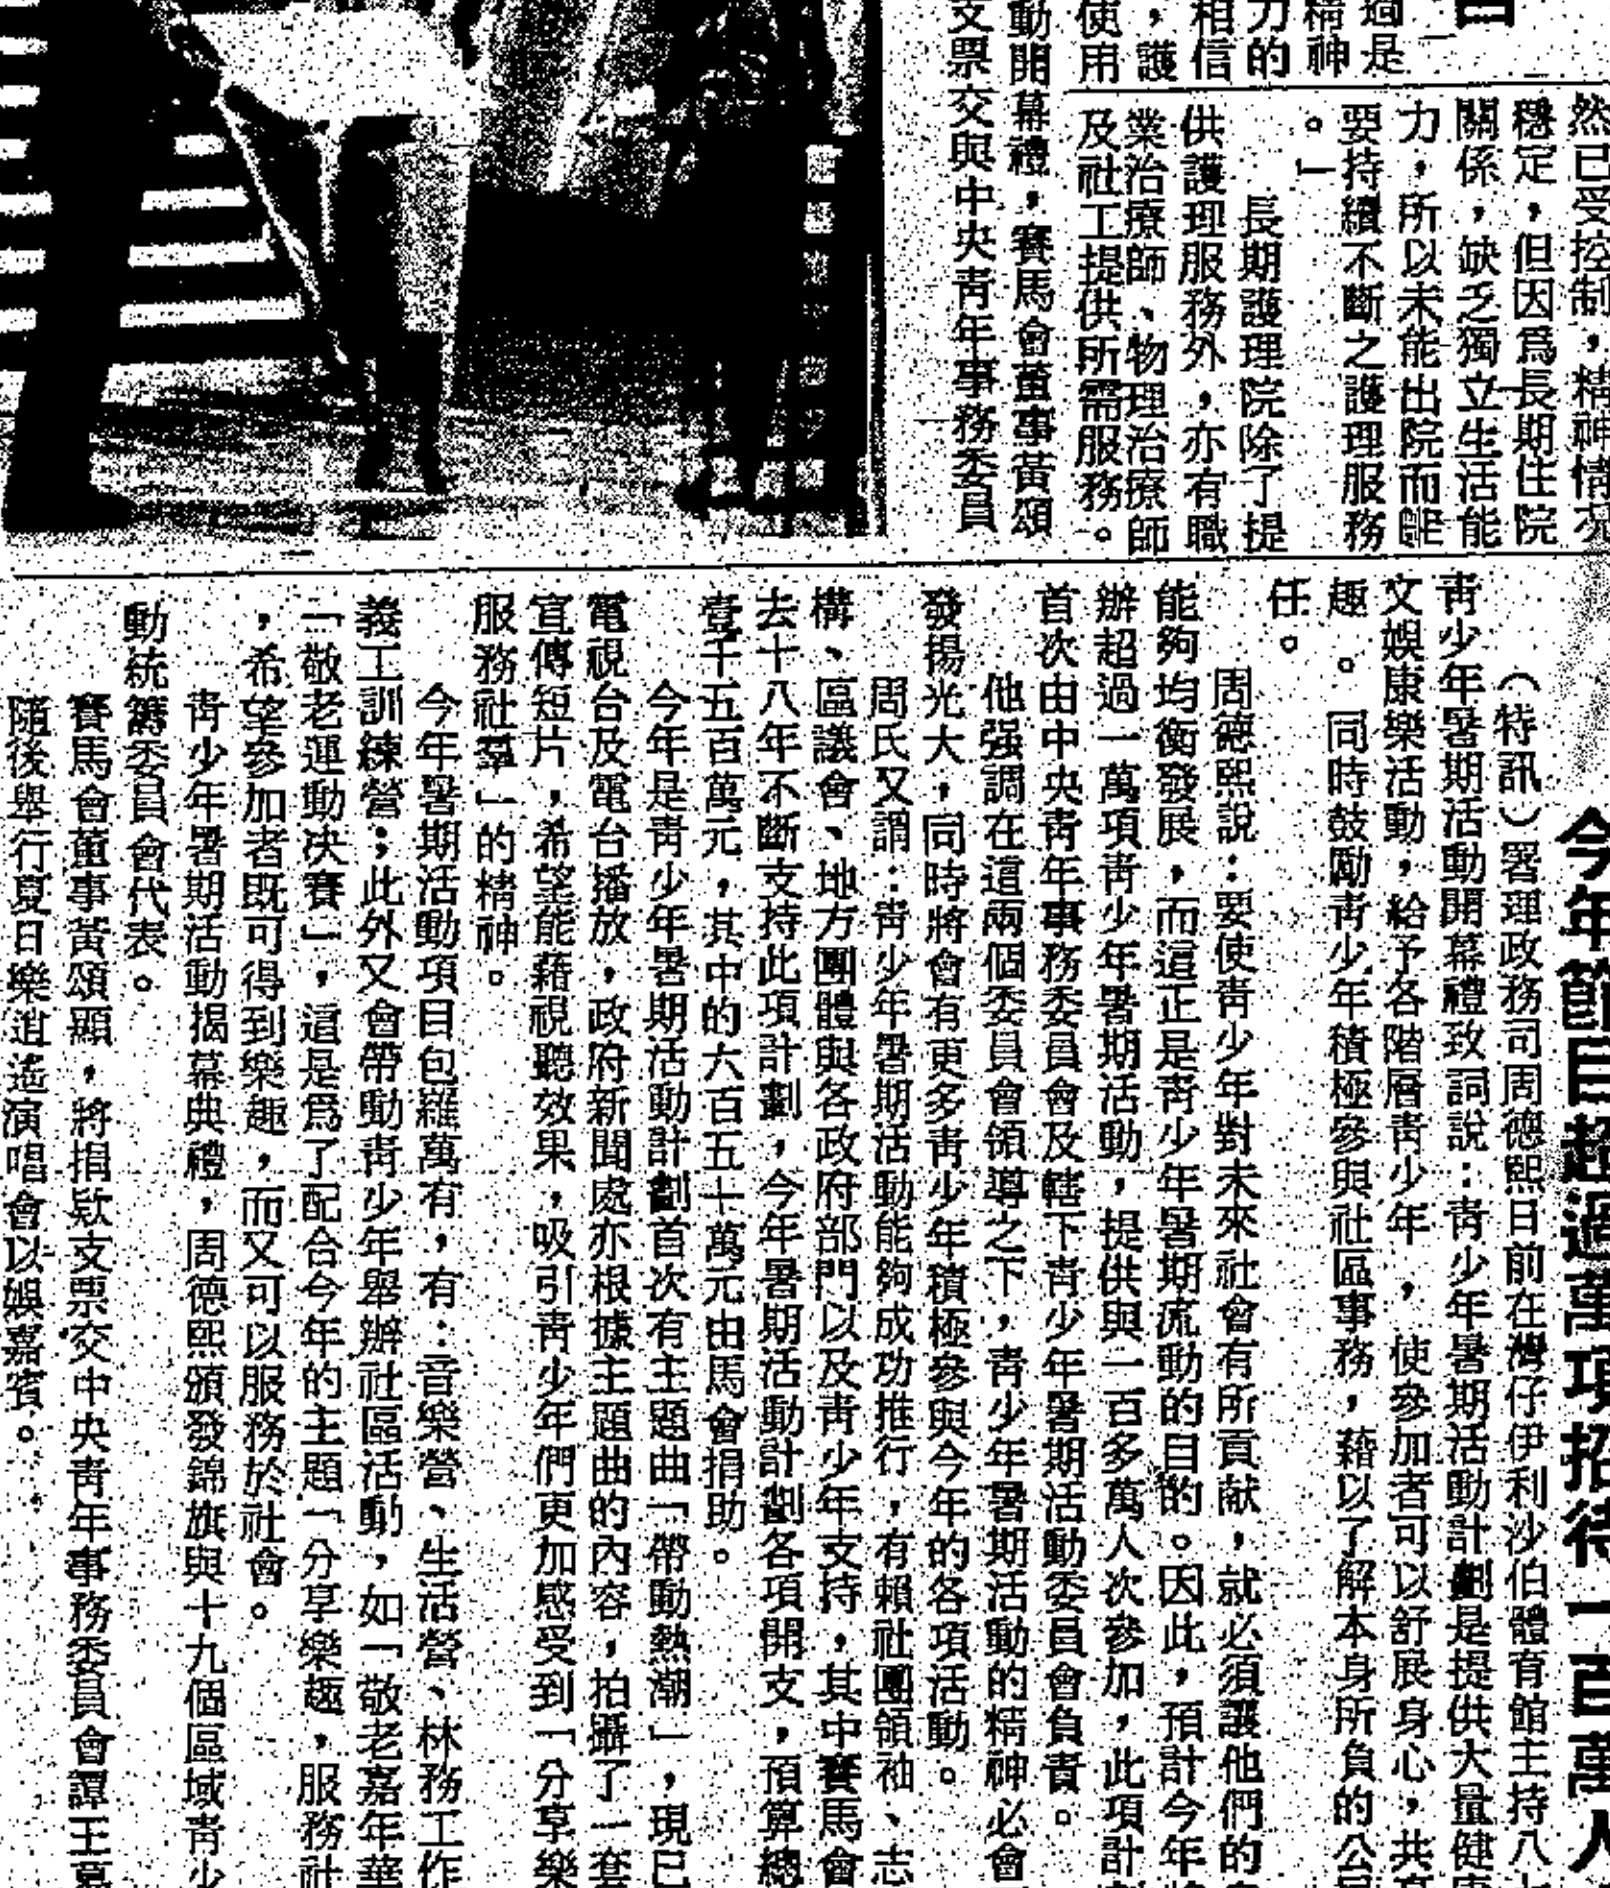 過是
精神
力的
相信
，護
使用
動開幕禮，賽馬會董事黃頌
文票交與中央青年事務委員
然已受控制，精神情況
穩定，但因爲長期住院
關係，缺乏獨立生活能
力，所以未能出院而
要持續不斷之護理服務
。」
長期護理院除了提
供護理服務外，亦有職
業治療師、物理治療師
及社工提供所需服務。
今年節目超過萬項招待一百萬人
（特訊）署理政務司周德熙日前在灣仔伊利沙伯體育館主持八
青少年暑期活動開幕禮致詞說：青少年暑期活動計劃是提供大量健康
文娛康樂活動，給予各階層青少年，使參加者可以舒展身心，共
趣。同時鼓勵青少年積極參與社區事務，藉以了解本身所負的公民
任。
周德熙說：要使青少年對未來社會有所貢献，就必須讓他們的
能夠均衡發展，而這正是青少年暑期流動的目的。因此，預計今年
辦超過一萬項青少年暑期活動，提供與一百多萬人次參加，此項計
首次由中央青年事務委員會及轄下青少年暑期活動委員會負責。
他强調在這兩個委員會領導之下，青少年暑期活動的精神必會
發揚光大，同時將會有更多青少年積極參與今年的各項活動。
周氏又謂：青少年暑期活動能夠成功推行，有賴社團領袖、志
構、區議會、地方團體與各政府部門以及青少年支持，其中賽馬會
去十八年不斷支持此項計劃，今年暑期活動計劃各項開支，預算總
壹千五百萬元，其中的六百五十萬元由馬會捐助。
今年是青少年暑期活動計劃首次有主題曲「帶動熱潮」，現已
電視台及電台播放，政府新聞處亦根據主題曲的內容，拍攝了一套
宣傳短片，希望能藉視聽效果，吸引青少年們更加感受到「分享樂
服務社羣」的精神。
今年暑期活動項目包羅萬有，有：音樂營、生活營、林務工作
義工訓練營；此外又會帶動青少年舉辦社區活動，如「敬老嘉年華
「敬老運動决賽」，這是爲了配合今年的主題「分享樂趣，服務社
，希望參加者既可得到樂趣，而又可以服務於社會。
青少年暑期活動揭幕典禮，周德熙頒發錦旗與十九個區域青少
動統籌委員會代表。
賽馬會董事黃頌顯，將捐欵支票交中央青年事務委員會譚王
隨後舉行夏日樂逍遙演唱會以娛嘉賓。